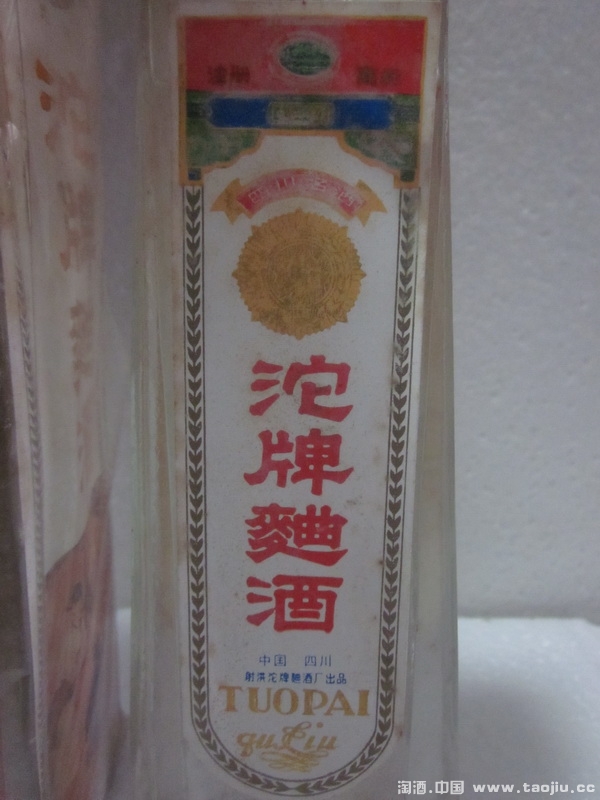 沱牌麯酒
中国 四川
射洪沱牌麯酒厂出品
TUOPAI
quLiu
淘酒.中国 www.taojiu.cc